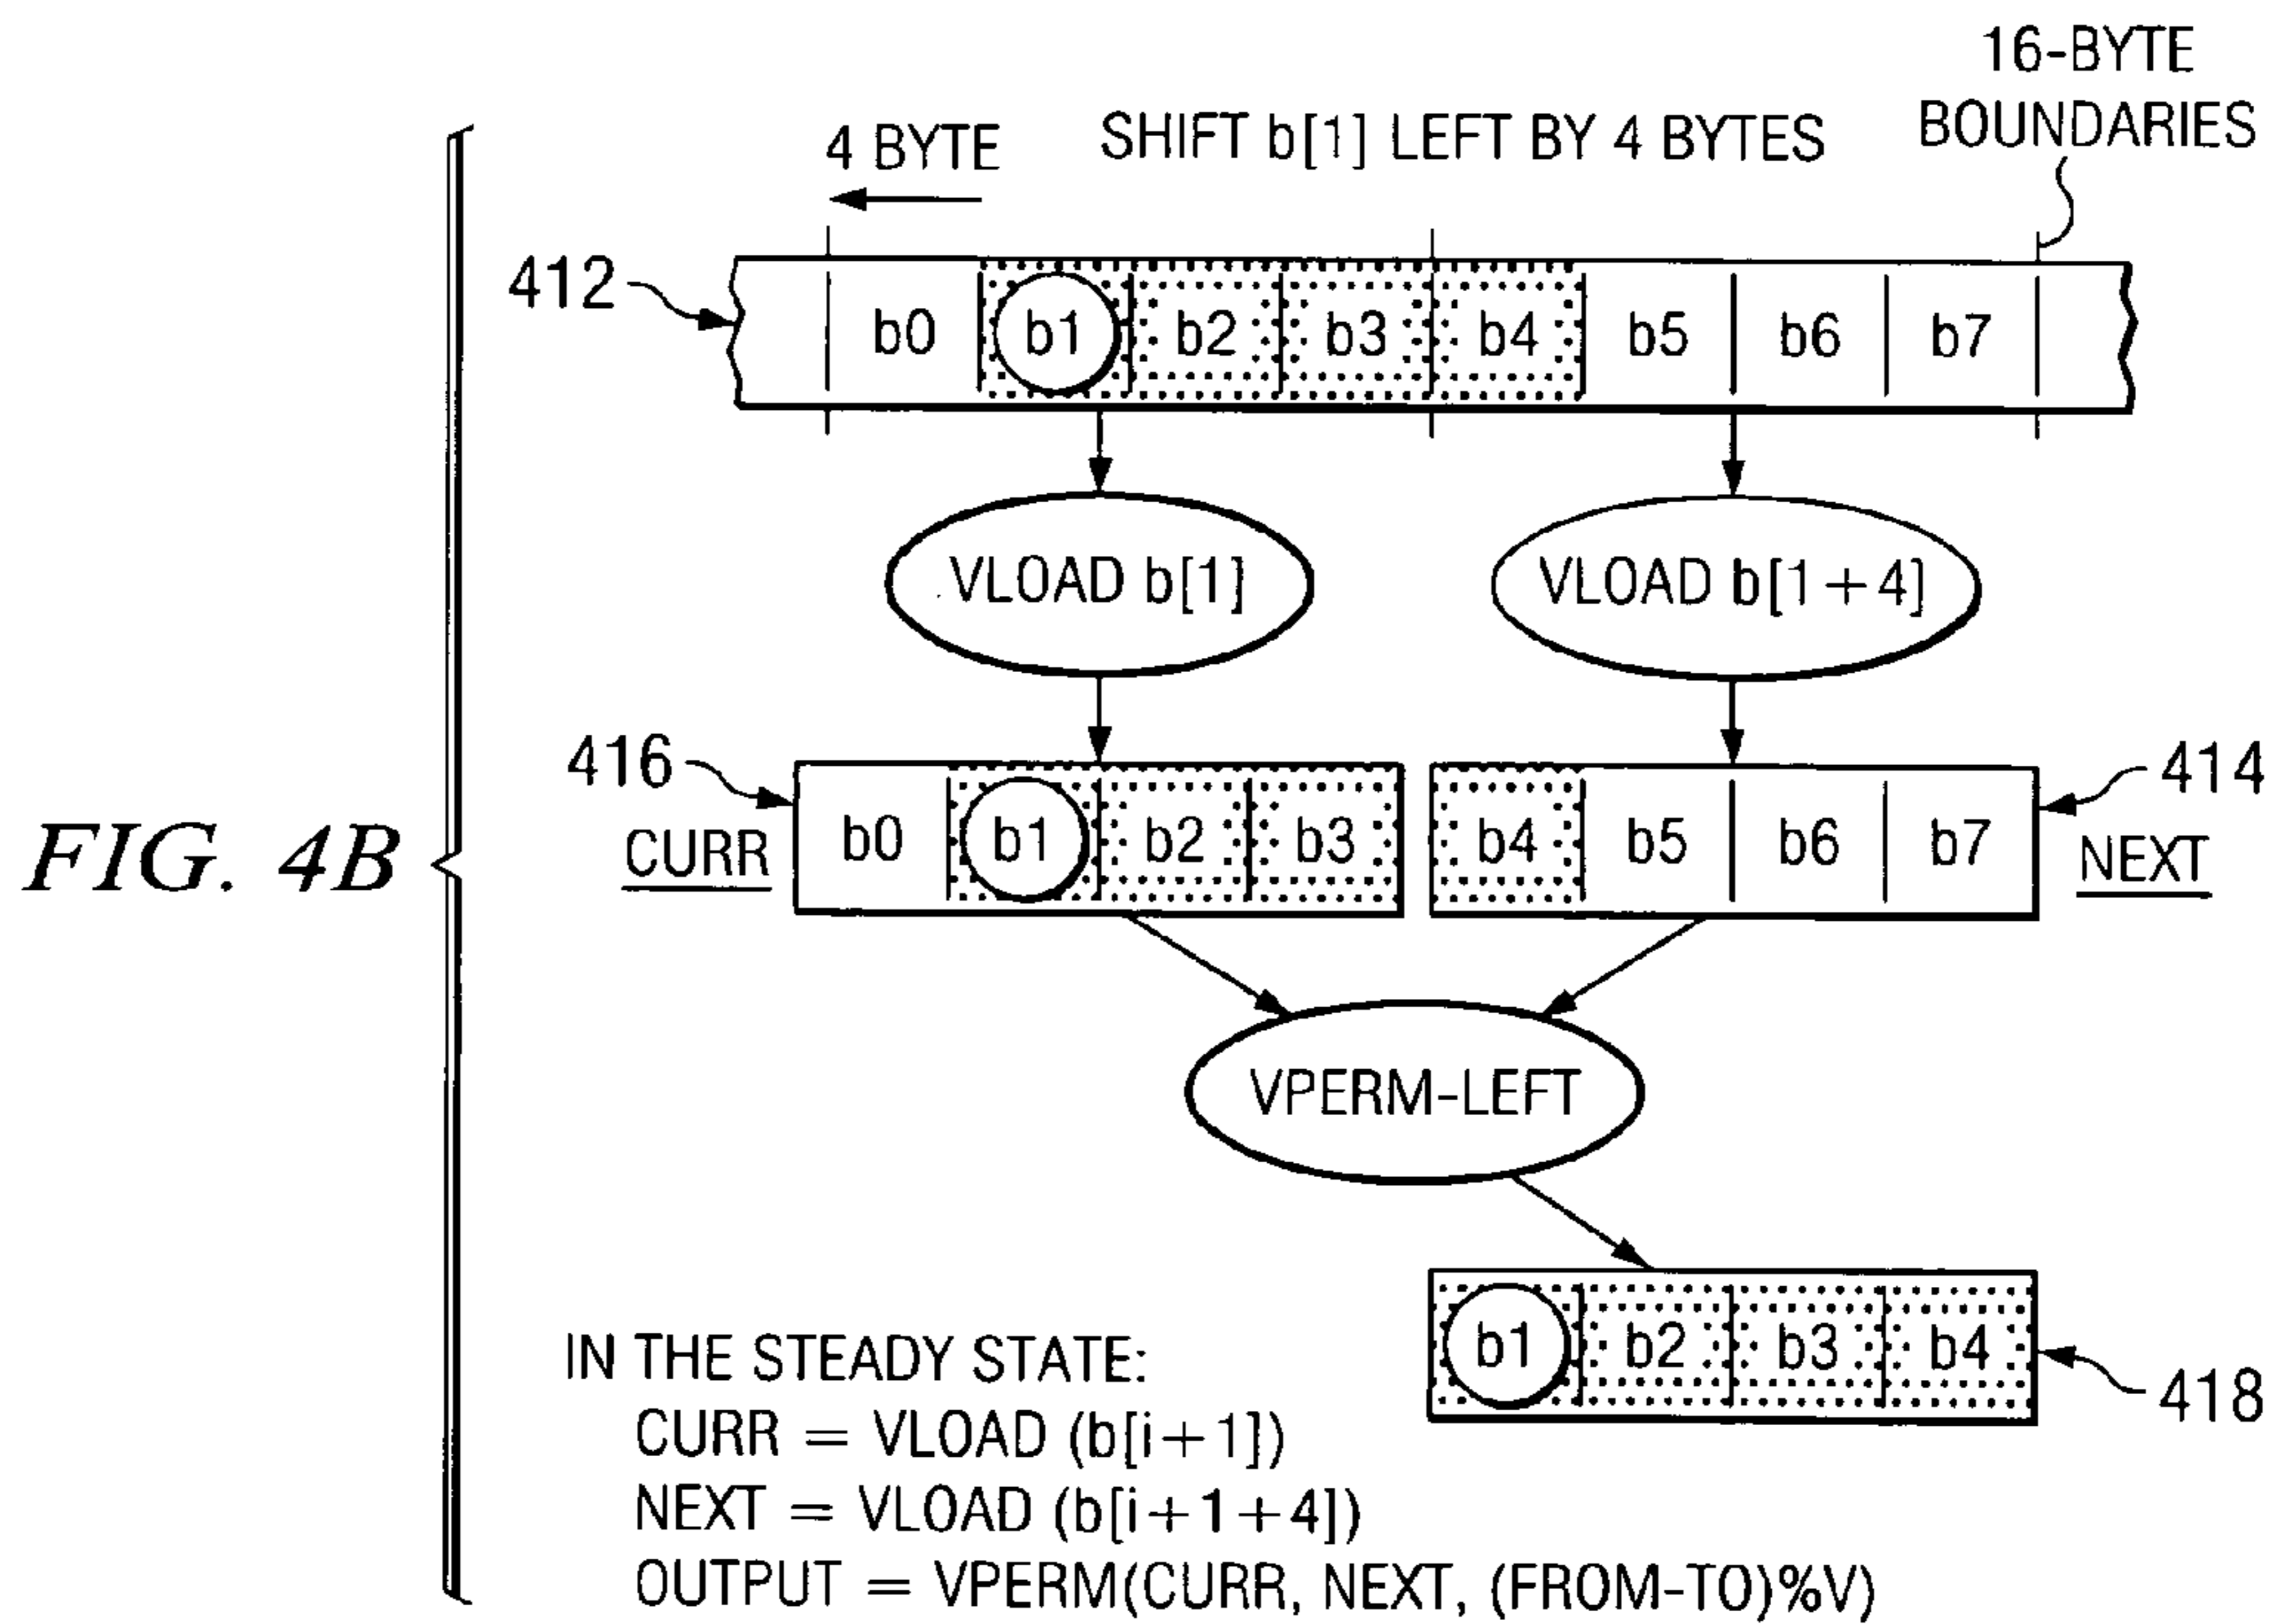 16-BYTE
BOUNDARIES
4 BYTE
SHIFT b[1] LEFT BY 4 BYTES
412
b0 b1 b2 b3 b4 b5 b6 b7
VLOAD b[1]
VLOAD b[1+4]
416
CURR
b0 b1 b2 b3
b4 b5 b6 b7
414
NEXT
FIG. 4B
VPERM-LEFT
b1 b2 b3 b4
418
IN THE STEADY STATE:
CURR = VLOAD (b[i+1])
NEXT = VLOAD (b[i+1+4])
OUTPUT = VPERM(CURR, NEXT, (FROM-TO)%V)